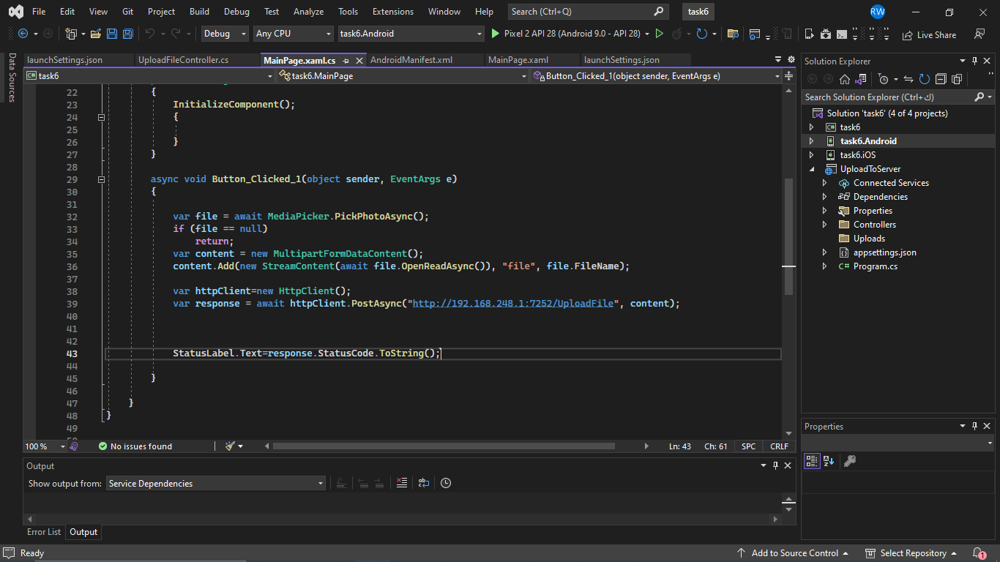 File Edit View Git Project Build Debug Test Analyze Tools Extensions Window Help Search (Ctrl+Q) task6 RW
Debug Any CPU task6.Android Pixel 2 API 28 (Android 9.0 - API 28) Live Share
Data Sources
launchSettings.json UploadFileController.cs MainPage.xaml.cs AndroidManifest.xml MainPage.xaml launchSettings.json
C# task6 task6.MainPage Button_Clicked_1(object sender, EventArgs e)
22 {
23 InitializeComponent();
24 {
25
26 }
27 }
28
29 async void Button_Clicked_1(object sender, EventArgs e)
30 {
31
32 var file = await MediaPicker.PickPhotoAsync();
33 if (file == null)
34 return;
35 var content = new MultipartFormDataContent();
36 content.Add(new StreamContent(await file.OpenReadAsync()), "file", file.FileName);
37
38 var httpClient=new HttpClient();
39 var response = await httpClient.PostAsync("http://192.168.248.1:7252/UploadFile", content);
40
41
42
43 StatusLabel.Text=response.StatusCode.ToString();
44
45 }
46
47 }
48 }
49
100 % No issues found Ln: 43 Ch: 61 SPC CRLF
Output
Show output from: Service Dependencies
Error List Output
Solution Explorer
Search Solution Explorer (Ctrl+ك)
Solution 'task6' (4 of 4 projects)
C# task6
task6.Android
task6.iOS
UploadToServer
Connected Services
Dependencies
Properties
Controllers
Uploads
appsettings.json
C# Program.cs
Properties
Ready Add to Source Control Select Repository 1